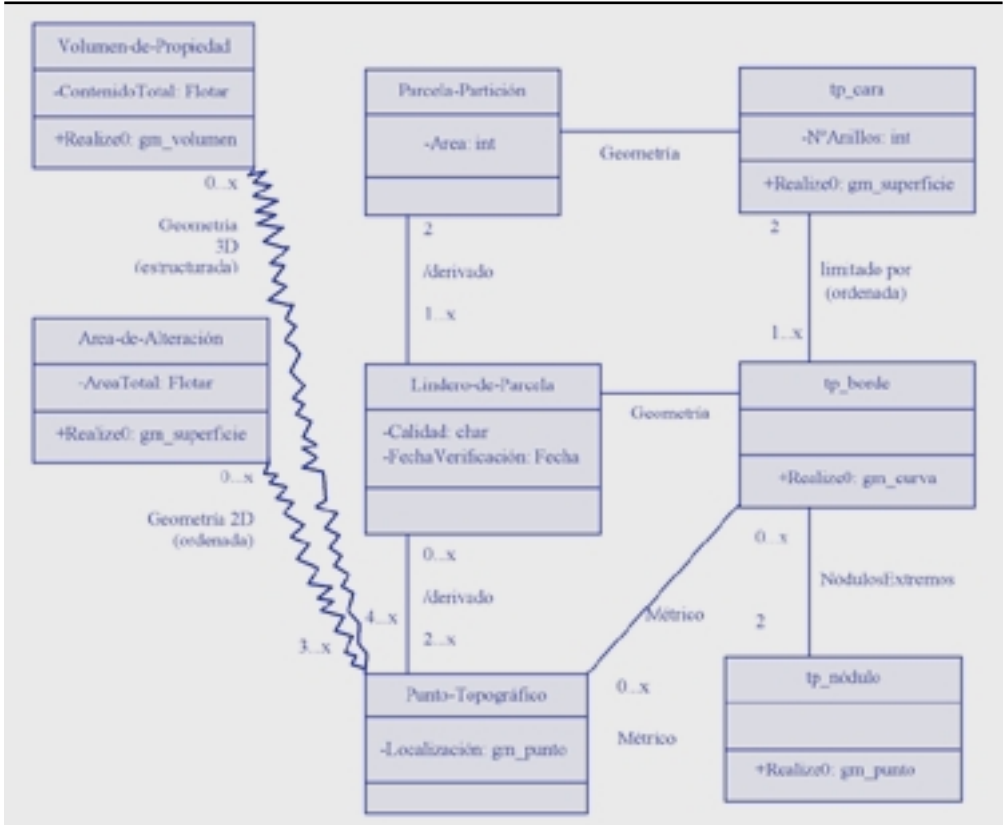 Volumen-de-Propiedad
-ContenidoTotal: Flotar
+Realize0: gm_volumen
0...x
Geometría
3D
(estructurada)
Area-de-Alteración
-AreaTotal: Flotar
+Realize0: gm_superficie
0...x
Geometría 2D
(ordenada)
3...x
4...x
Parcela-Partición
-Area: int
Geometría
tp_cara
-NºAnillos: int
+Realize0: gm_superficie
2
/derivado
1...x
2
limitado por
(ordenada)
1...x
Lindero-de-Parcela
-Calidad: char
-FechaVerificación: Fecha
Geometría
tp_borde
+Realize0: gm_curva
0...x
/derivado
2...x
Métrico
0...x
NódulosExtremos
2
Punto-Topográfico
-Localización: gm_punto
0...x
Métrico
tp_nódulo
+Realize0: gm_punto